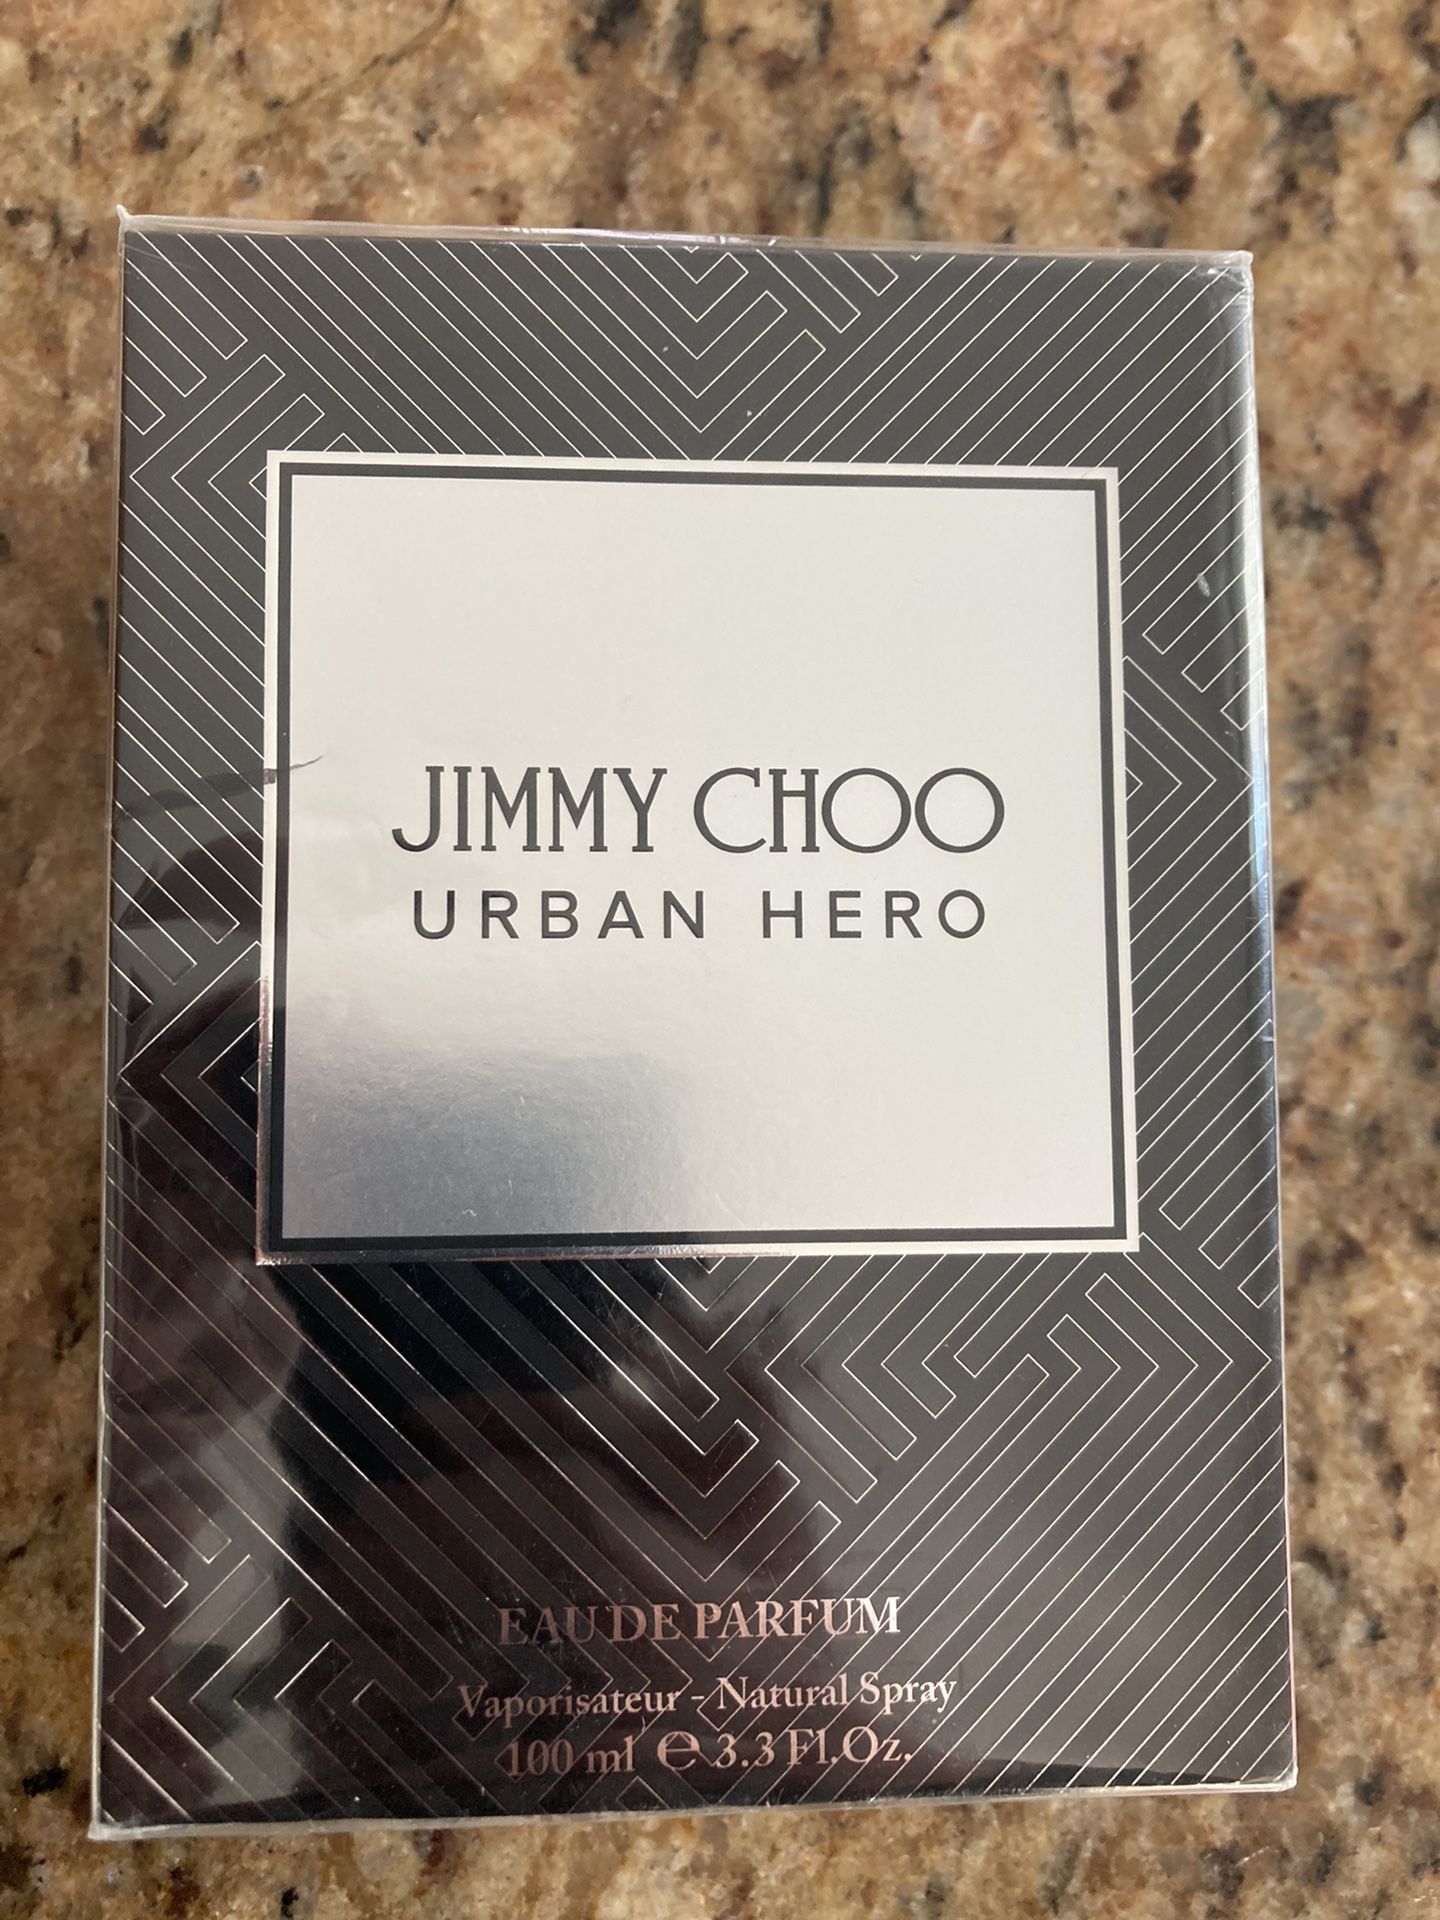 JIMMY CHOO
URBAN HERO
EAU DE PARFUM
Vaporisateur - Natural Spray
100 ml ℮ 3.3 Fl.Oz.